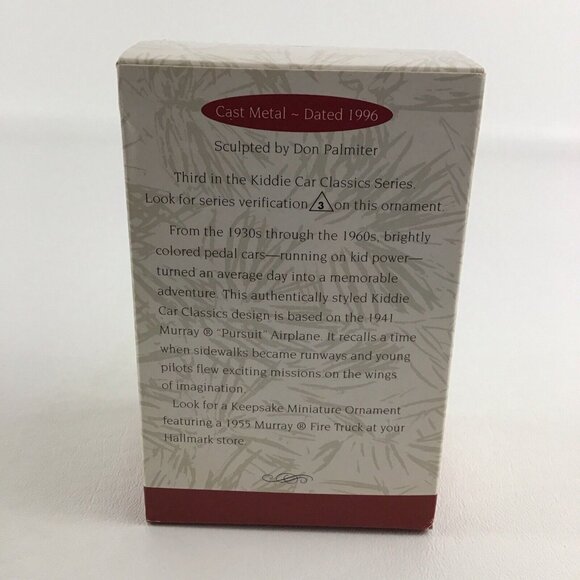 Cast Metal ~ Dated 1996
Sculpted by Don Palmiter
Third in the Kiddie Car Classics Series.
Look for series verification 3 on this ornament.
From the 1930s through the 1960s, brightly
colored pedal cars—running on kid power—
turned an average day into a memorable
adventure. This authentically styled Kiddie
Car Classics design is based on the 1941
Murray ® "Pursuit" Airplane. It recalls a time
when sidewalks became runways and young
pilots flew exciting missions on the wings
of imagination.
Look for a Keepsake Miniature Ornament
featuring a 1955 Murray ® Fire Truck at your
Hallmark store.